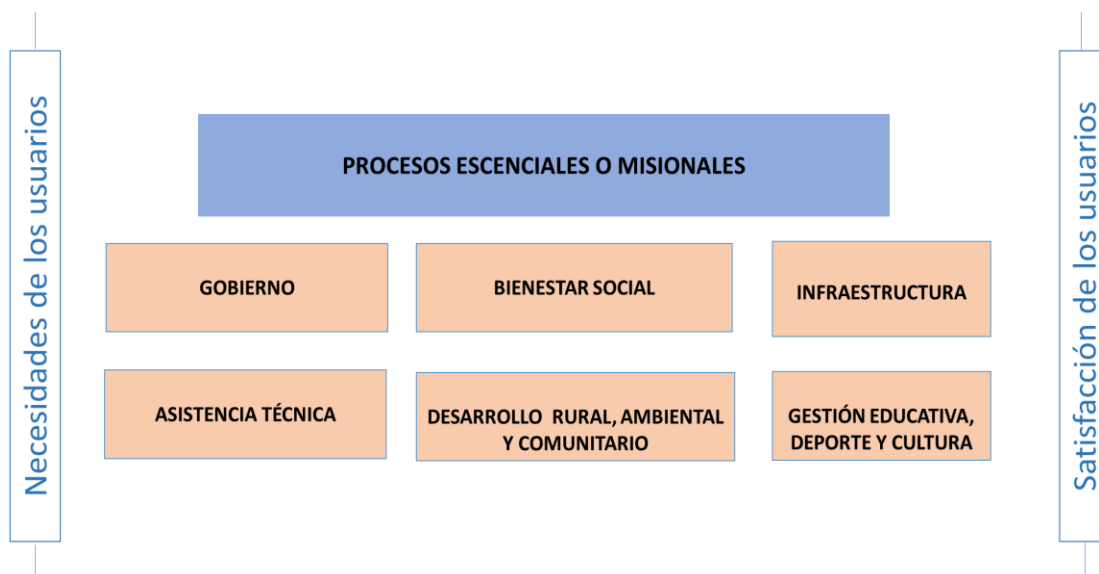 Necesidades de los usuarios
PROCESOS ESCENCIALES O MISIONALES
GOBIERNO
BIENESTAR SOCIAL
INFRAESTRUCTURA
ASISTENCIA TÉCNICA
DESARROLLO RURAL, AMBIENTAL
Y COMUNITARIO
GESTIÓN EDUCATIVA,
DEPORTE Y CULTURA
Satisfacción de los usuarios